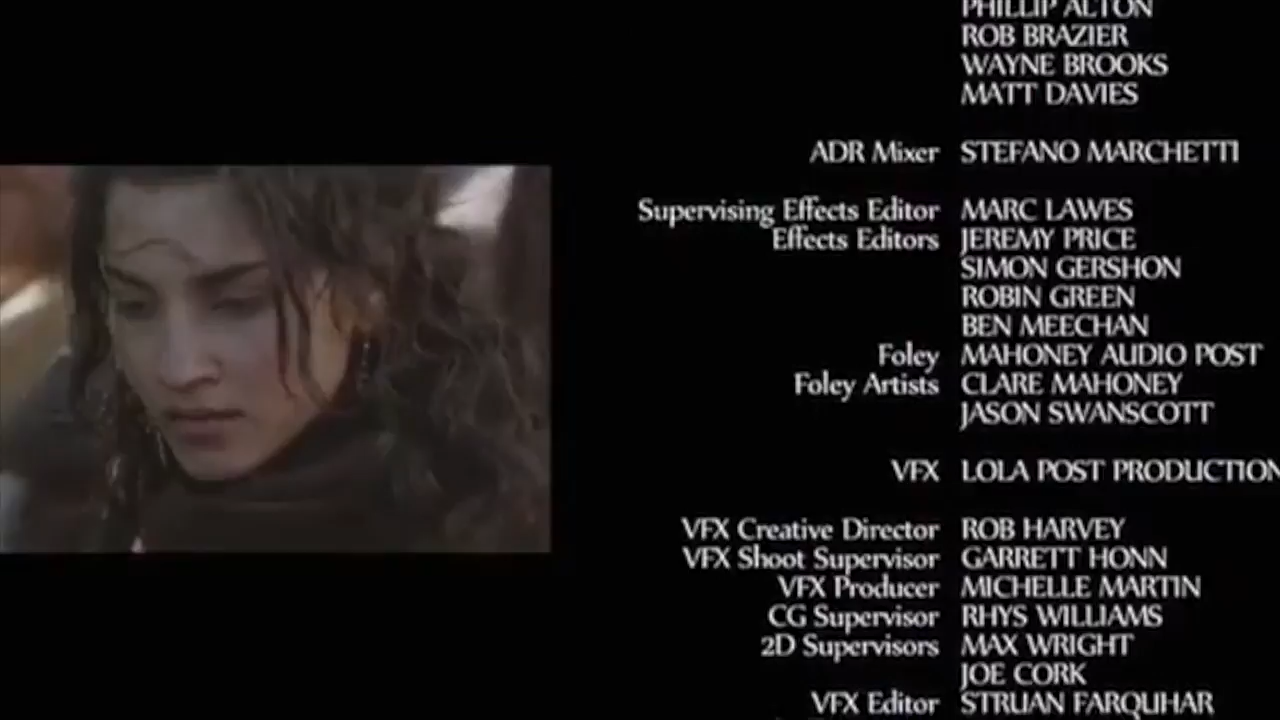 PHILLIP ALTON
ROB BRAZIER
WAYNE BROOKS
MATT DAVIES
ADR Mixer STEFANO MARCHETTI
Supervising Effects Editor MARC LAWES
Effects Editors JEREMY PRICE
SIMON GERSHON
ROBIN GREEN
BEN MEECHAN
Foley MAHONEY AUDIO POST
Foley Artists CLARE MAHONEY
JASON SWANSCOTT
VFX LOLA POST PRODUCTION
VFX Creative Director ROB HARVEY
VFX Shoot Supervisor GARRETT HONN
VFX Producer MICHELLE MARTIN
CG Supervisor RHYS WILLIAMS
2D Supervisors MAX WRIGHT
JOE CORK
VFX Editor STRUAN FARQUHAR